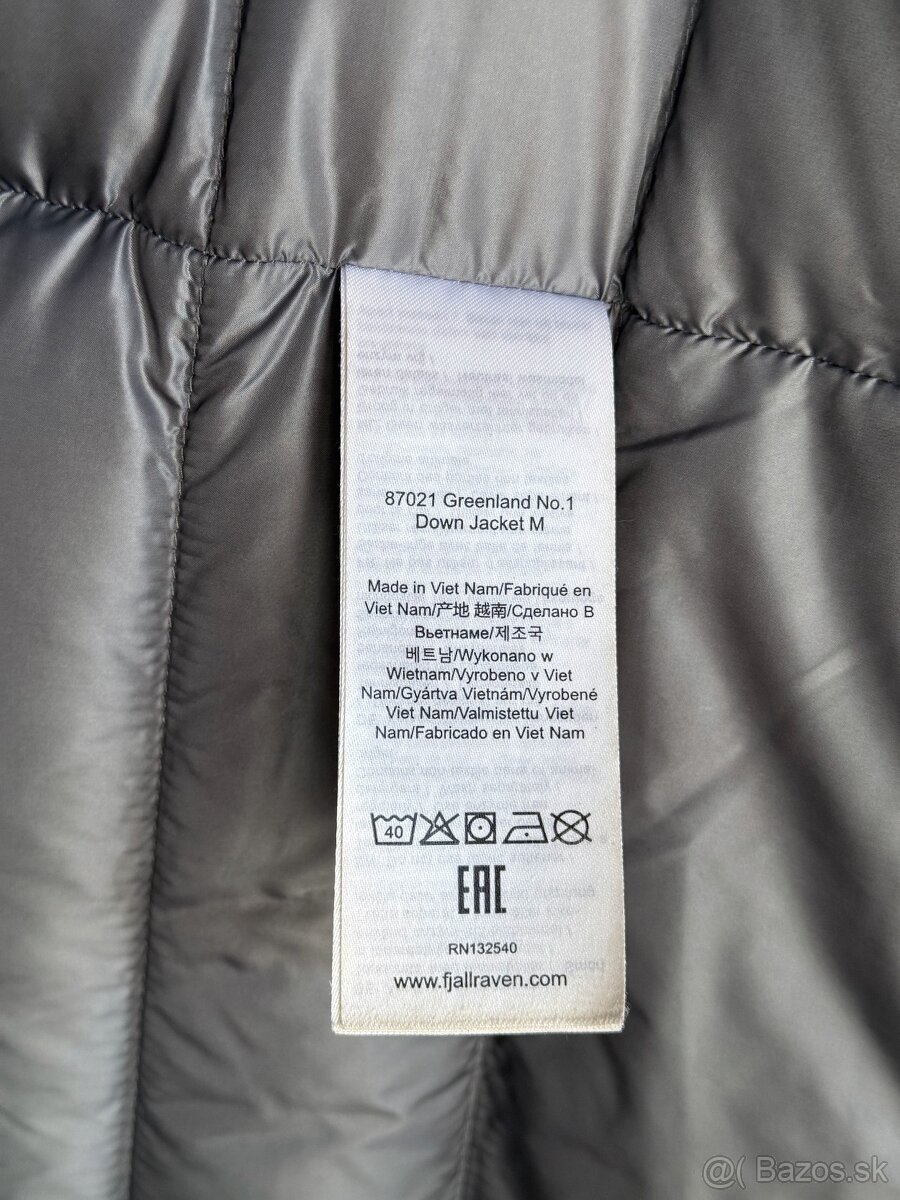 87021 Greenland No.1
Down Jacket M
Made in Viet Nam/Fabriqué en
Viet Nam/产地 越南/Сделано В
Вьетнаме/제조국
베트남/Wykonano w
Wietnam/Vyrobeno v Viet
Nam/Gyártva Vietnám/Vyrobené
Viet Nam/Valmistettu Viet
Nam/Fabricado en Viet Nam
40
EAC
RN132540
www.fjallraven.com
@( Bazos.sk